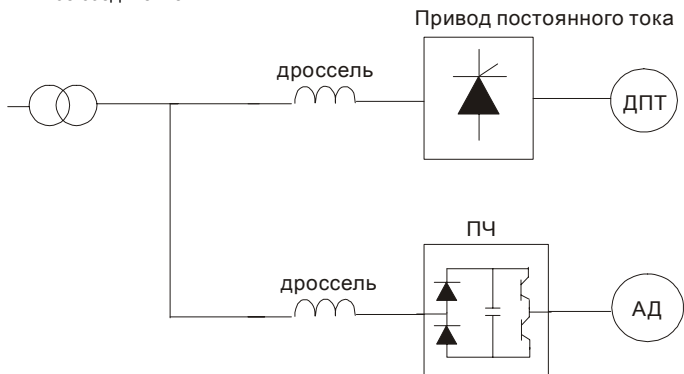 Привод постоянного тока
дроссель
ДПТ
ПЧ
дроссель
АД